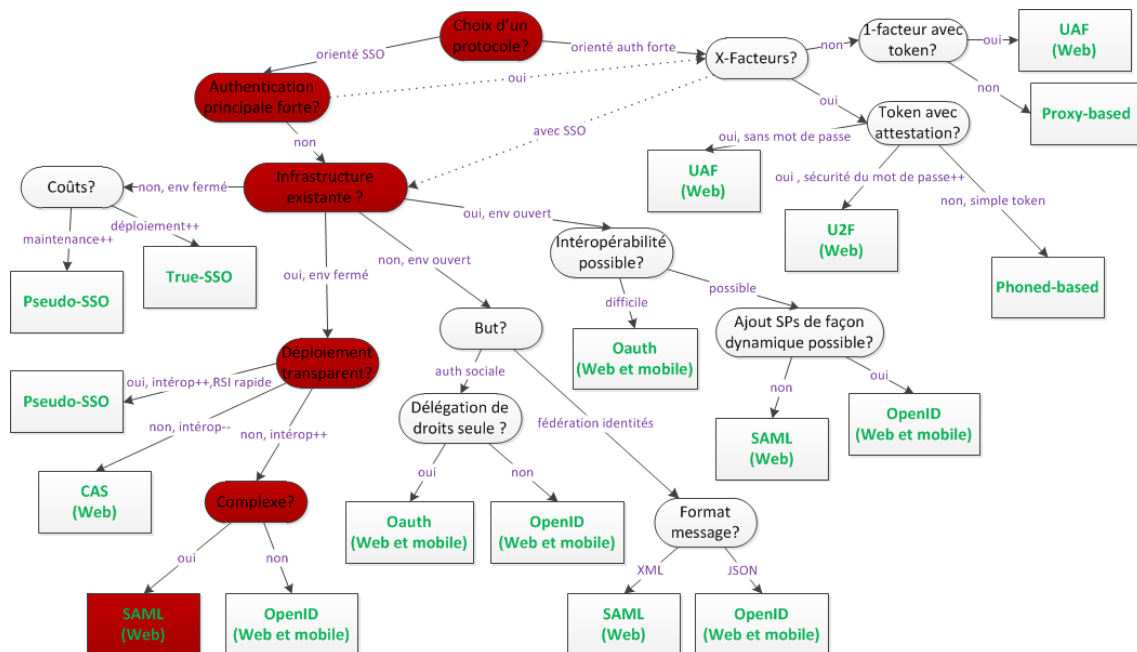 Choix d'un
protocole?
orienté SSO
orienté auth forte
X-Facteurs?
non
1-facteur avec
token?
oui
UAF
(Web)
non
Proxy-based
Authentication
principale forte?
oui
avec SSO
oui
Token avec
attestation?
oui, sans mot de passe
UAF
(Web)
oui , sécurité du mot de passe++
U2F
(Web)
non, simple token
Phoned-based
non
Infrastructure
existante ?
non, env fermé
Coûts?
maintenance++
déploiement++
Pseudo-SSO
True-SSO
oui, env fermé
non, env ouvert
oui, env ouvert
Intéropérabilité
possible?
difficile
possible
Oauth
(Web et mobile)
Ajout SPs de façon
dynamique possible?
non
oui
SAML
(Web)
OpenID
(Web et mobile)
But?
auth sociale
fédération identités
Délégation de
droits seule ?
oui
non
Oauth
(Web et mobile)
OpenID
(Web et mobile)
Format
message?
XML
JSON
SAML
(Web)
OpenID
(Web et mobile)
Déploiement
transparent?
oui, intérop++,RSI rapide
Pseudo-SSO
non, intérop--
non, intérop++
CAS
(Web)
Complexe?
oui
non
SAML
(Web)
OpenID
(Web et mobile)